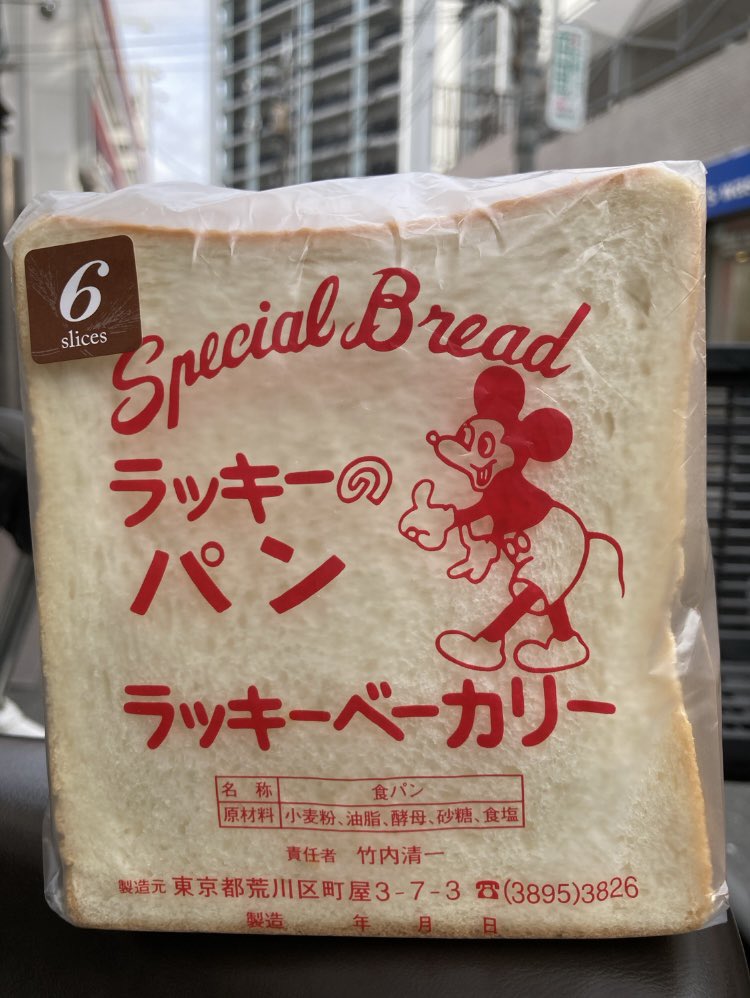 6
slices
Special Bread
ラッキーの
パン
ラッキーベーカリー
名 称 食パン
原材料 小麦粉、油脂、酵母、砂糖、食塩
責任者 竹内清一
製造元 東京都荒川区町屋3-7-3 ☎(3895)3826
製造 年 月 日